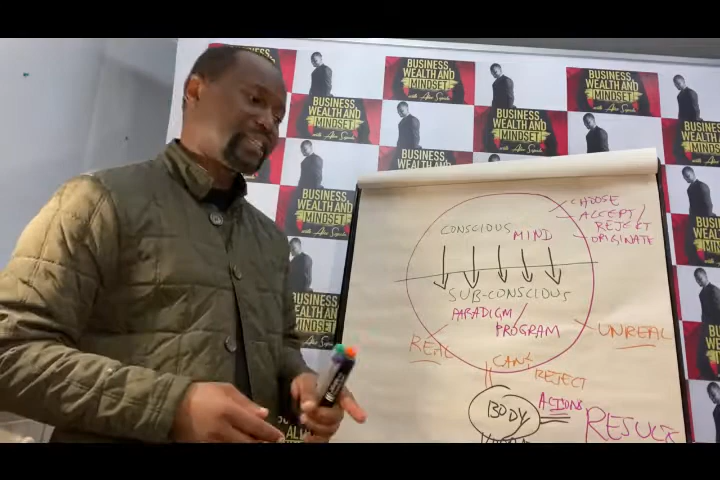 BUSINESS
WEALTH AND
MINDSET
CHOOSE
ACCEPT/
REJECT
ORIGINATE
CONSCIOUS MIND
SUB-CONSCIOUS
PARADIGM/
PROGRAM
REAL
UNREAL
CAN'T
REJECT
BODY
ACTIONS